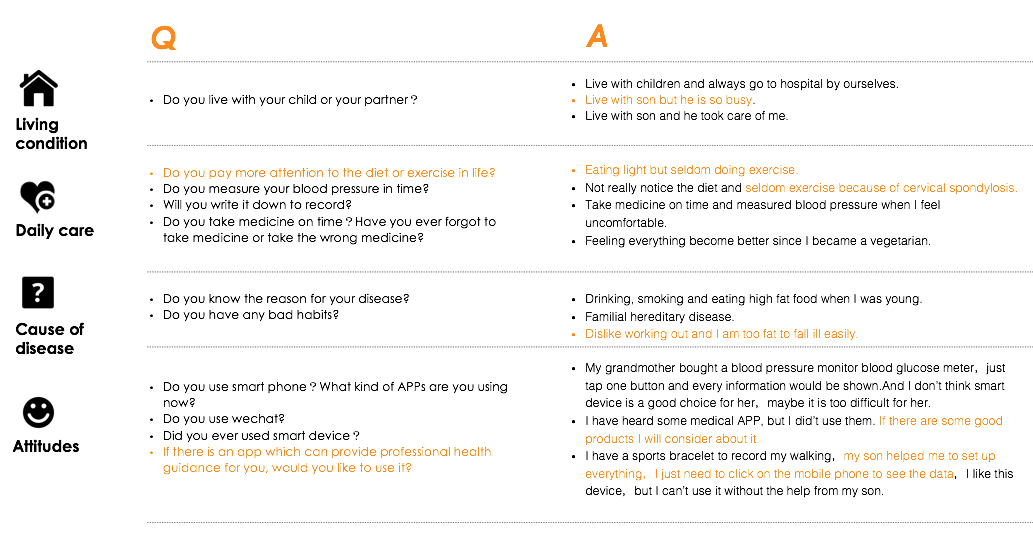 Q
A
Living
condition
• Do you live with your child or your partner？
• Live with children and always go to hospital by ourselves.
• Live with son but he is so busy.
• Live with son and he took care of me.
Daily care
• Do you pay more attention to the diet or exercise in life?
• Do you measure your blood pressure in time?
• Will you write it down to record?
• Do you take medicine on time？Have you ever forgot to
take medicine or take the wrong medicine?
• Eating light but seldom doing exercise.
• Not really notice the diet and seldom exercise because of cervical spondylosis.
• Take medicine on time and measured blood pressure when I feel
uncomfortable.
• Feeling everything become better since I became a vegetarian.
?
Cause of
disease
• Do you know the reason for your disease?
• Do you have any bad habits?
• Drinking, smoking and eating high fat food when I was young.
• Familial hereditary disease.
• Dislike working out and I am too fat to fall ill easily.
Attitudes
• Do you use smart phone？What kind of APPs are you using
now?
• Do you use wechat?
• Did you ever used smart device？
• If there is an app which can provide professional health
guidance for you, would you like to use it?
• My grandmother bought a blood pressure monitor blood glucose meter，just
tap one button and every information would be shown.And I don't think smart
device is a good choice for her，maybe it is too difficult for her.
• I have heard some medical APP, but I did't use them. If there are some good
products I will consider about it.
• I have a sports bracelet to record my walking，my son helped me to set up
everything，I just need to click on the mobile phone to see the data，I like this
device，but I can't use it without the help from my son.